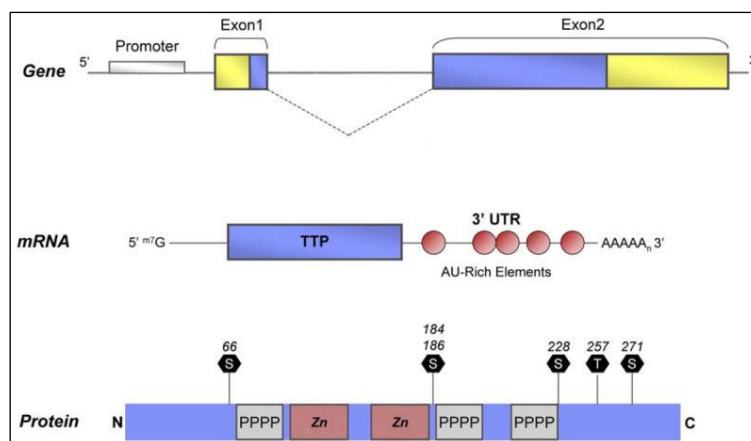 Exon1 Exon2
Promoter
Gene 5' 3'
mRNA 5' m7G TTP 3' UTR AAAAAn 3'
AU-Rich Elements
184
66 186 228 257 271
S S S T S
Protein N PPPP Zn Zn PPPP PPPP C